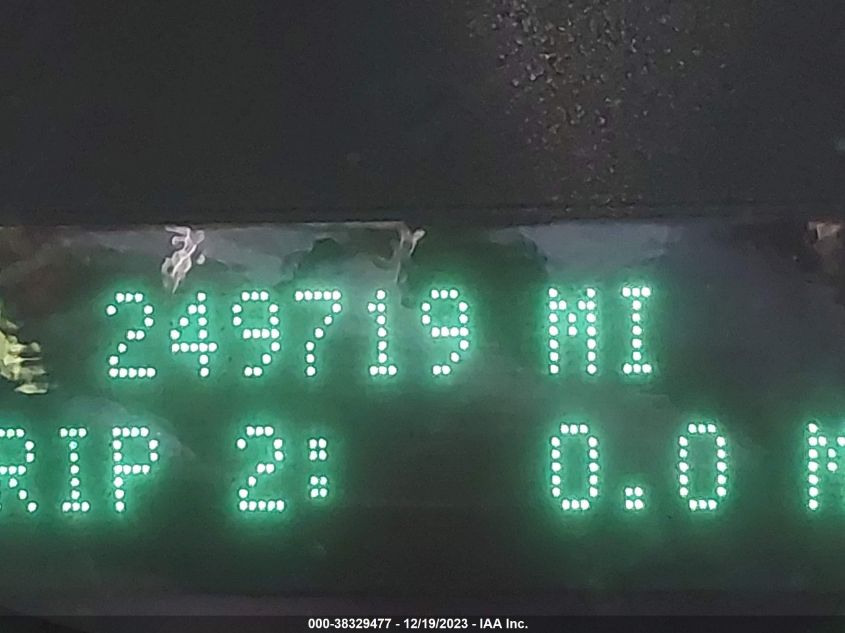 249719 MI
RIP 2: 0.0 M
000-38329477 - 12/19/2023 - IAA Inc.